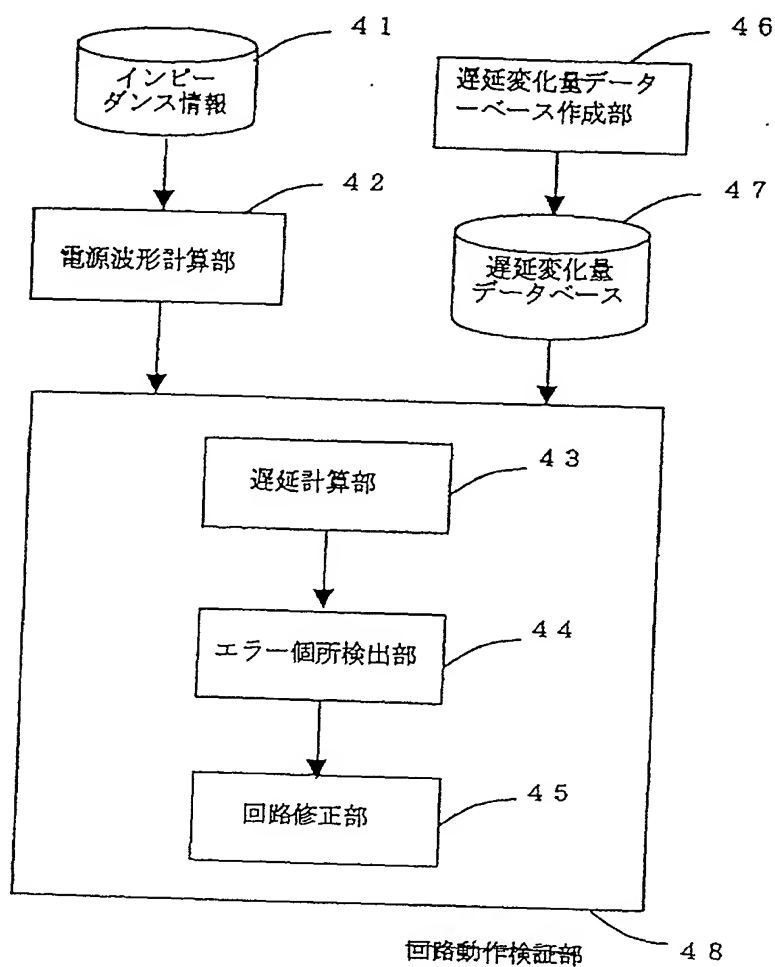 ４１
インピー
ダンス情報
４６
遅延変化量データ
ーベース作成部
４２
電源波形計算部
４７
遅延変化量
データベース
４３
遅延計算部
４４
エラー個所検出部
４５
回路修正部
回路動作検証部
４８